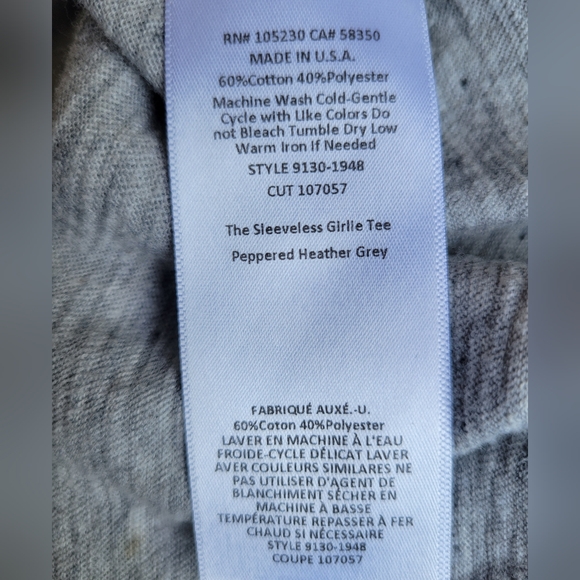 RN# 105230 CA# 58350
MADE IN U.S.A.
60%Cotton 40%Polyester
Machine Wash Cold-Gentle
Cycle with Like Colors Do
not Bleach Tumble Dry Low
Warm Iron If Needed
STYLE 9130-1948
CUT 107057
The Sleeveless Girlie Tee
Peppered Heather Grey
FABRIQUÉ AUXÉ.-U.
60%Coton 40%Polyester
LAVER EN MACHINE À L'EAU
FROIDE-CYCLE DÉLICAT LAVER
AVER COULEURS SIMILARES NE
PAS UTILISER D'AGENT DE
BLANCHIMENT SÉCHER EN
MACHINE À BASSE
TEMPÉRATURE REPASSER À FER
CHAUD SI NÉCESSAIRE
STYLE 9130-1948
COUPE 107057